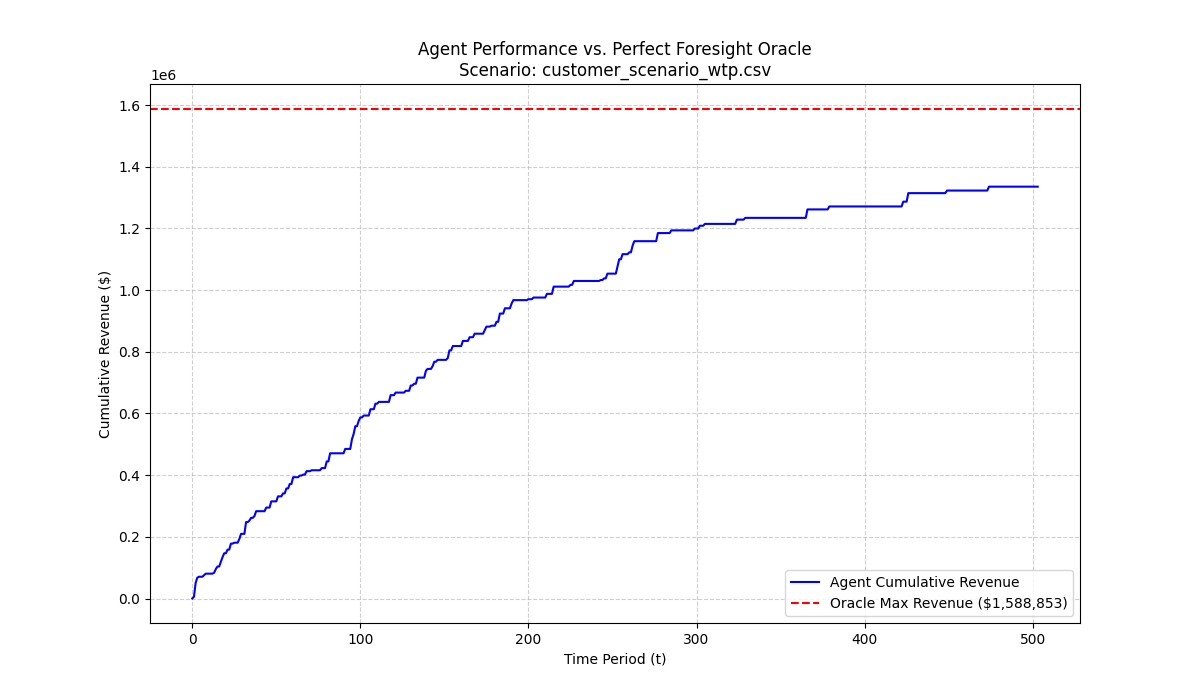 Agent Performance vs. Perfect Foresight Oracle
Scenario: customer_scenario_wtp.csv
1e6
1.6
1.4
1.2
1.0
0.8
0.6
0.4
0.2
0.0
Cumulative Revenue ($)
Agent Cumulative Revenue
Oracle Max Revenue ($1,588,853)
0 100 200 300 400 500
Time Period (t)